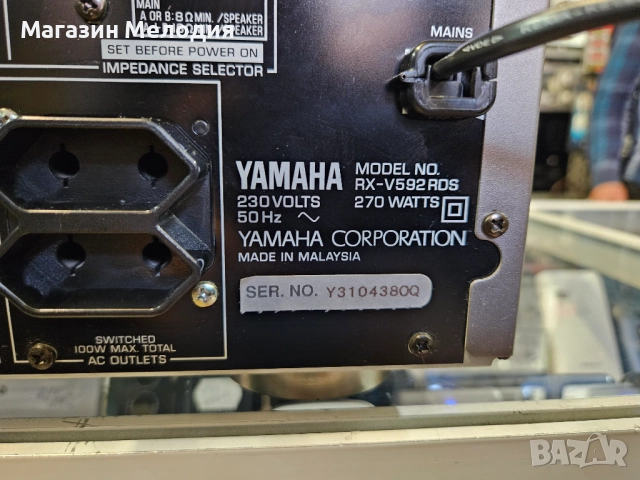 Магазин Мелодия
MAIN
A OR B: 8Ω MIN. /SPEAKER
/SPEAKER
SET BEFORE POWER ON
IMPEDANCE SELECTOR
MAINS
YAMAHA
MODEL NO.
RX-V592RDS
230 VOLTS
270 WATTS
50 Hz
YAMAHA CORPORATION
MADE IN MALAYSIA
SER. NO. Y310438OQ
SWITCHED
100W MAX. TOTAL
AC OUTLETS
BAZAR